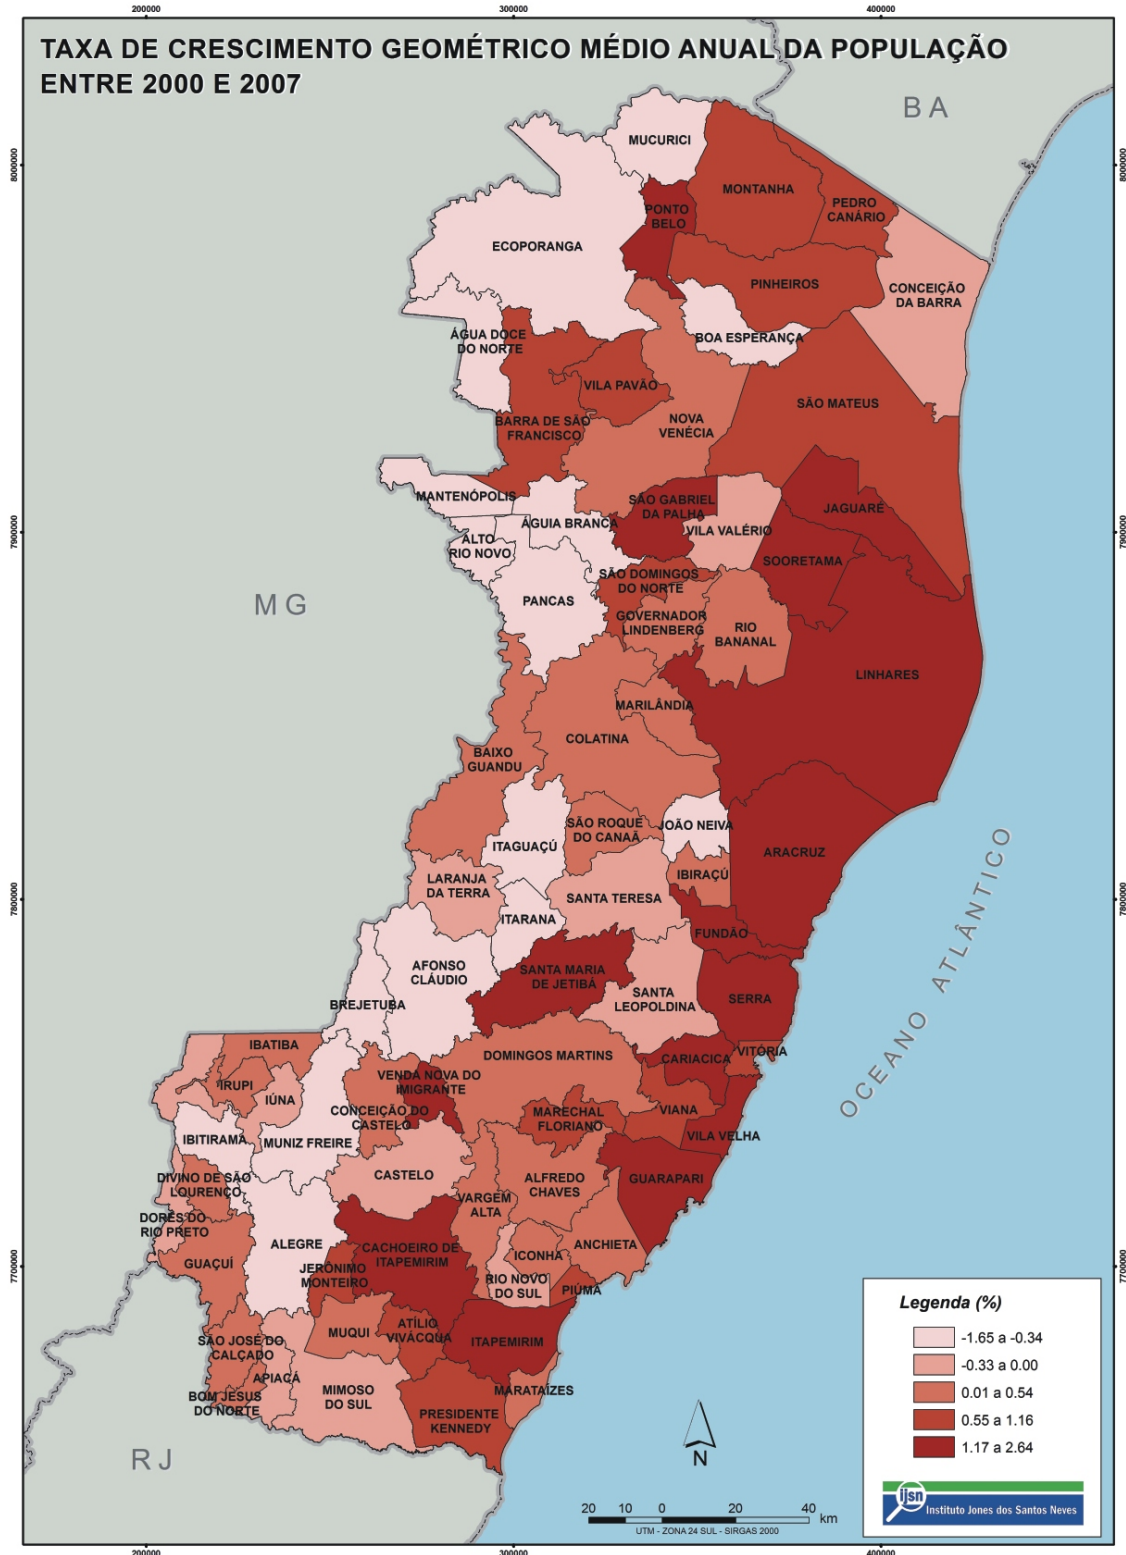 200000
300000
400000
TAXA DE CRESCIMENTO GEOMÉTRICO MÉDIO ANUAL DA POPULAÇÃO
ENTRE 2000 E 2007
BA
8000000
8000000
MUCURICI
MONTANHA
PONTO
BELO
PEDRO
CANÁRIO
ECOPORANGA
PINHEIROS
CONCEIÇÃO
DA BARRA
ÁGUA DOCE
DO NORTE
BOA ESPERANÇA
VILA PAVÃO
SÃO MATEUS
BARRA DE SÃO
FRANCISCO
NOVA
VENÉCIA
MANTENÓPOLIS
SÃO GABRIEL
DA PALHA
JAGUARÉ
ÁGUIA BRANCA
VILA VALÉRIO
7900000
7900000
ALTO
RIO NOVO
SOORETAMA
SÃO DOMINGOS
DO NORTE
PANCAS
MG
GOVERNADOR
LINDENBERG
RIO
BANANAL
LINHARES
MARILÂNDIA
COLATINA
BAIXO
GUANDU
SÃO ROQUE
DO CANAÃ
JOÃO NEIVA
ITAGUAÇÚ
ARACRUZ
LARANJA
DA TERRA
IBIRAÇÚ
SANTA TERESA
7800000
7800000
ITARANA
FUNDÃO
OCEANO ATLÂNTICO
AFONSO
CLÁUDIO
SANTA MARIA
DE JETIBÁ
SANTA
LEOPOLDINA
SERRA
BREJETUBA
IBATIBA
DOMINGOS MARTINS
CARIACICA
VITÓRIA
VENDA NOVA DO
IMIGRANTE
IRUPI
IÚNA
CONCEIÇÃO DO
CASTELO
MARECHAL
FLORIANO
VIANA
IBITIRAMA
MUNIZ FREIRE
VILA VELHA
CASTELO
DIVINO DE SÃO
LOURENÇO
ALFREDO
CHAVES
GUARAPARI
VARGEM
ALTA
DORES DO
RIO PRETO
ALEGRE
CACHOEIRO DE
ITAPEMIRIM
ANCHIETA
ICONHA
GUAÇUÍ
7700000
7700000
JERÔNIMO
MONTEIRO
RIO NOVO
DO SUL
PIÚMA
MUQUI
ATÍLIO
VIVÁCQUA
ITAPEMIRIM
SÃO JOSÉ DO
CALÇADO
APIACÁ
BOM JESUS
DO NORTE
MIMOSO
DO SUL
MARATAÍZES
PRESIDENTE
KENNEDY
RJ
N
Legenda (%)
-1.65 a -0.34
-0.33 a 0.00
0.01 a 0.54
0.55 a 1.16
1.17 a 2.64
ijsn
Instituto Jones dos Santos Neves
20 10 0 20 40
km
UTM - ZONA 24 SUL - SIRGAS 2000
200000
300000
400000